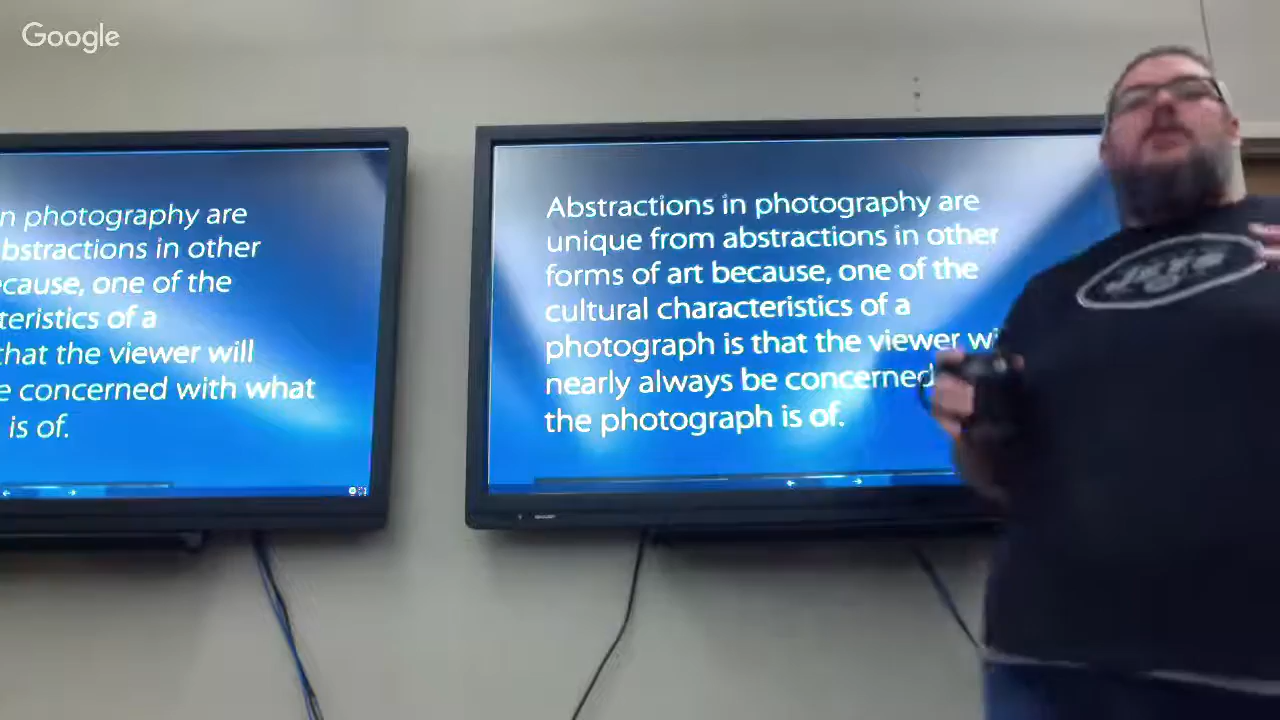 Google
n photography are
bstractions in other
ecause, one of the
teristics of a
that the viewer will
e concerned with what
is of.
Abstractions in photography are
unique from abstractions in other
forms of art because, one of the
cultural characteristics of a
photograph is that the viewer wi
nearly always be concerned
the photograph is of.
JETS